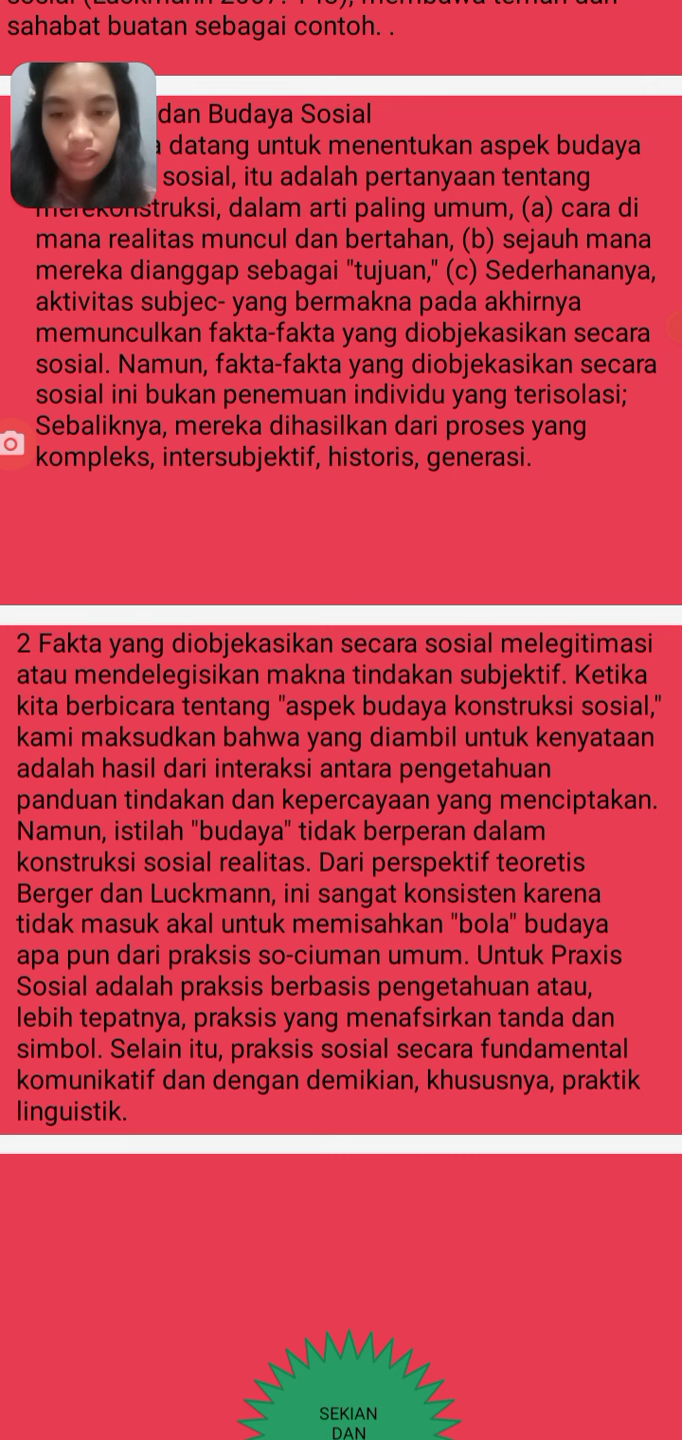 sahabat buatan sebagai contoh. .
dan Budaya Sosial
datang untuk menentukan aspek budaya
sosial, itu adalah pertanyaan tentang
merekonstruksi, dalam arti paling umum, (a) cara di
mana realitas muncul dan bertahan, (b) sejauh mana
mereka dianggap sebagai "tujuan," (c) Sederhananya,
aktivitas subjec- yang bermakna pada akhirnya
memunculkan fakta-fakta yang diobjekasikan secara
sosial. Namun, fakta-fakta yang diobjekasikan secara
sosial ini bukan penemuan individu yang terisolasi;
Sebaliknya, mereka dihasilkan dari proses yang
kompleks, intersubjektif, historis, generasi.
2 Fakta yang diobjekasikan secara sosial melegitimasi
atau mendelegisikan makna tindakan subjektif. Ketika
kita berbicara tentang "aspek budaya konstruksi sosial,"
kami maksudkan bahwa yang diambil untuk kenyataan
adalah hasil dari interaksi antara pengetahuan
panduan tindakan dan kepercayaan yang menciptakan.
Namun, istilah "budaya" tidak berperan dalam
konstruksi sosial realitas. Dari perspektif teoretis
Berger dan Luckmann, ini sangat konsisten karena
tidak masuk akal untuk memisahkan "bola" budaya
apa pun dari praksis so-ciuman umum. Untuk Praxis
Sosial adalah praksis berbasis pengetahuan atau,
lebih tepatnya, praksis yang menafsirkan tanda dan
simbol. Selain itu, praksis sosial secara fundamental
komunikatif dan dengan demikian, khususnya, praktik
linguistik.
SEKIAN
DAN